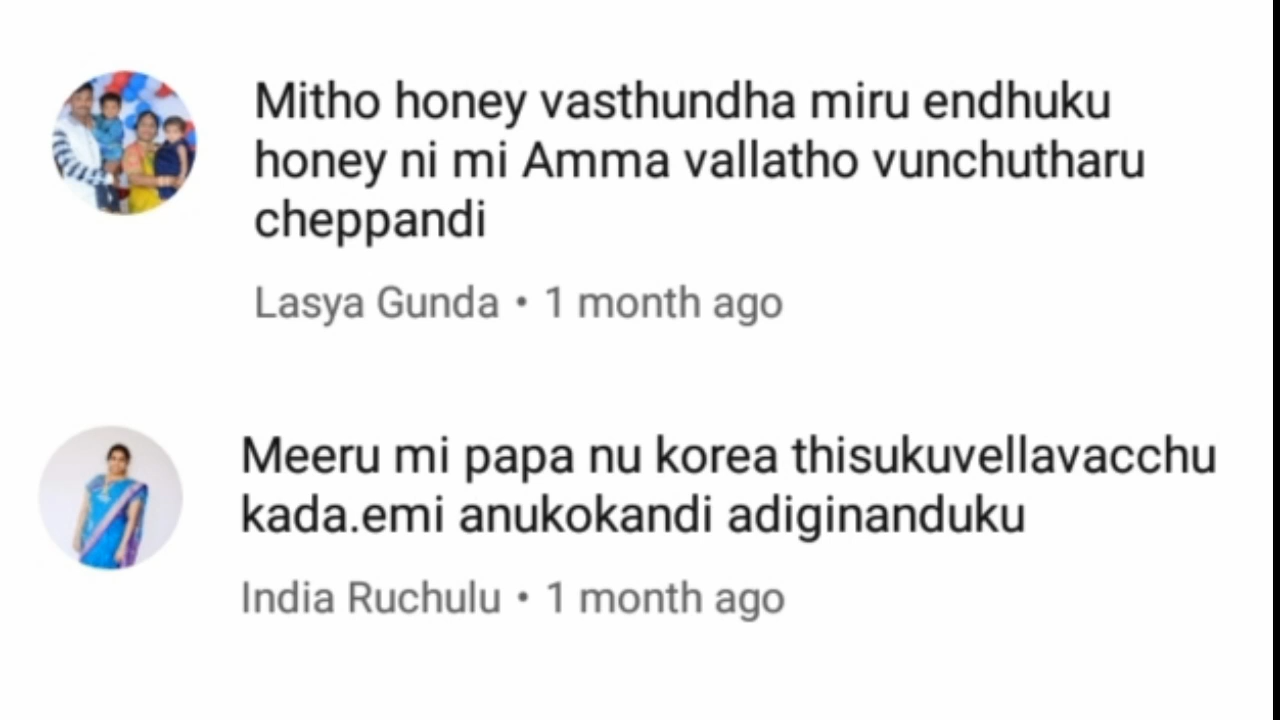 Mitho honey vasthundha miru endhuku
honey ni mi Amma vallatho vunchutharu
cheppandi
Lasya Gunda • 1 month ago
Meeru mi papa nu korea thisukuvellavacchu
kada.emi anukokandi adiginanduku
India Ruchulu • 1 month ago